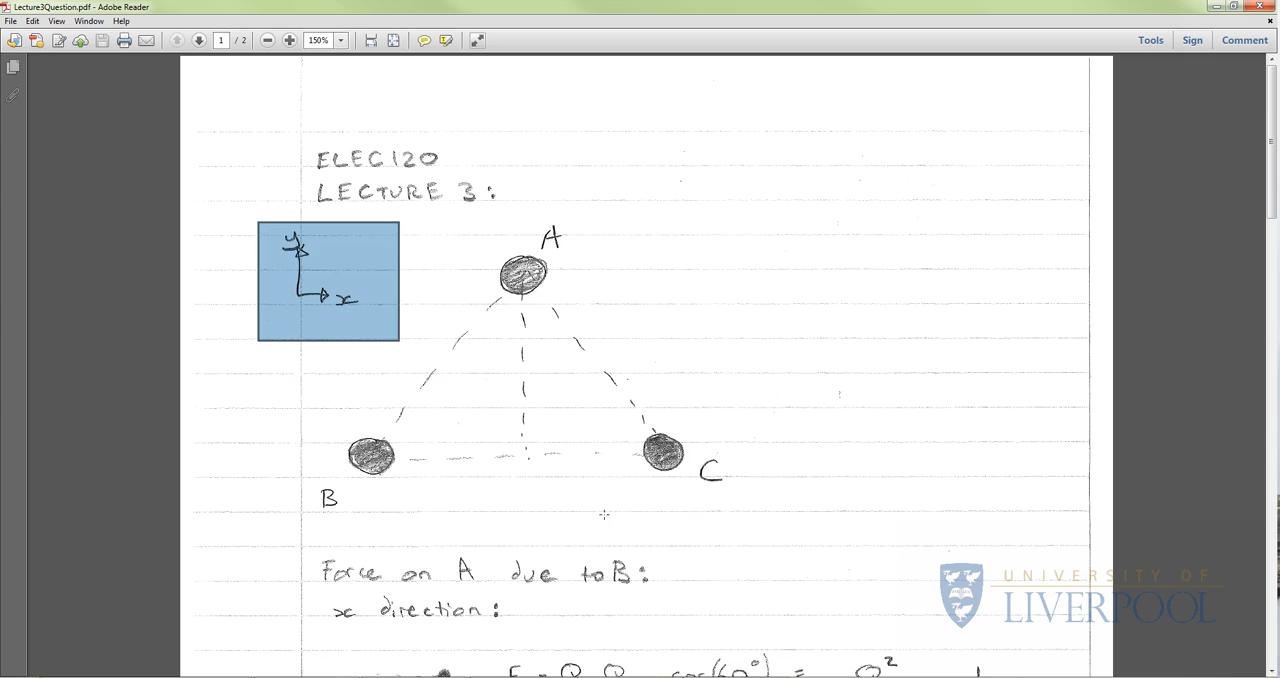 Lecture3Question.pdf - Adobe Reader
File Edit View Window Help
1 / 2 150% Tools Sign Comment
ELEC120
LECTURE 3:
y
x
A
B
C
Force on A due to B:
x direction:
UNIVERSITY OF
LIVERPOOL